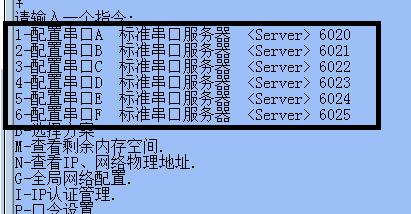 请输入一个指令:
1-配置串口A 标准串口服务器 <Server> 6020
2-配置串口B 标准串口服务器 <Server> 6021
3-配置串口C 标准串口服务器 <Server> 6022
4-配置串口D 标准串口服务器 <Server> 6023
5-配置串口E 标准串口服务器 <Server> 6024
6-配置串口F 标准串口服务器 <Server> 6025
B-选择方案
M-查看剩余内存空间.
N-查看IP、网络物理地址.
G-全局网络配置.
I-IP认证管理.
P-口令设置